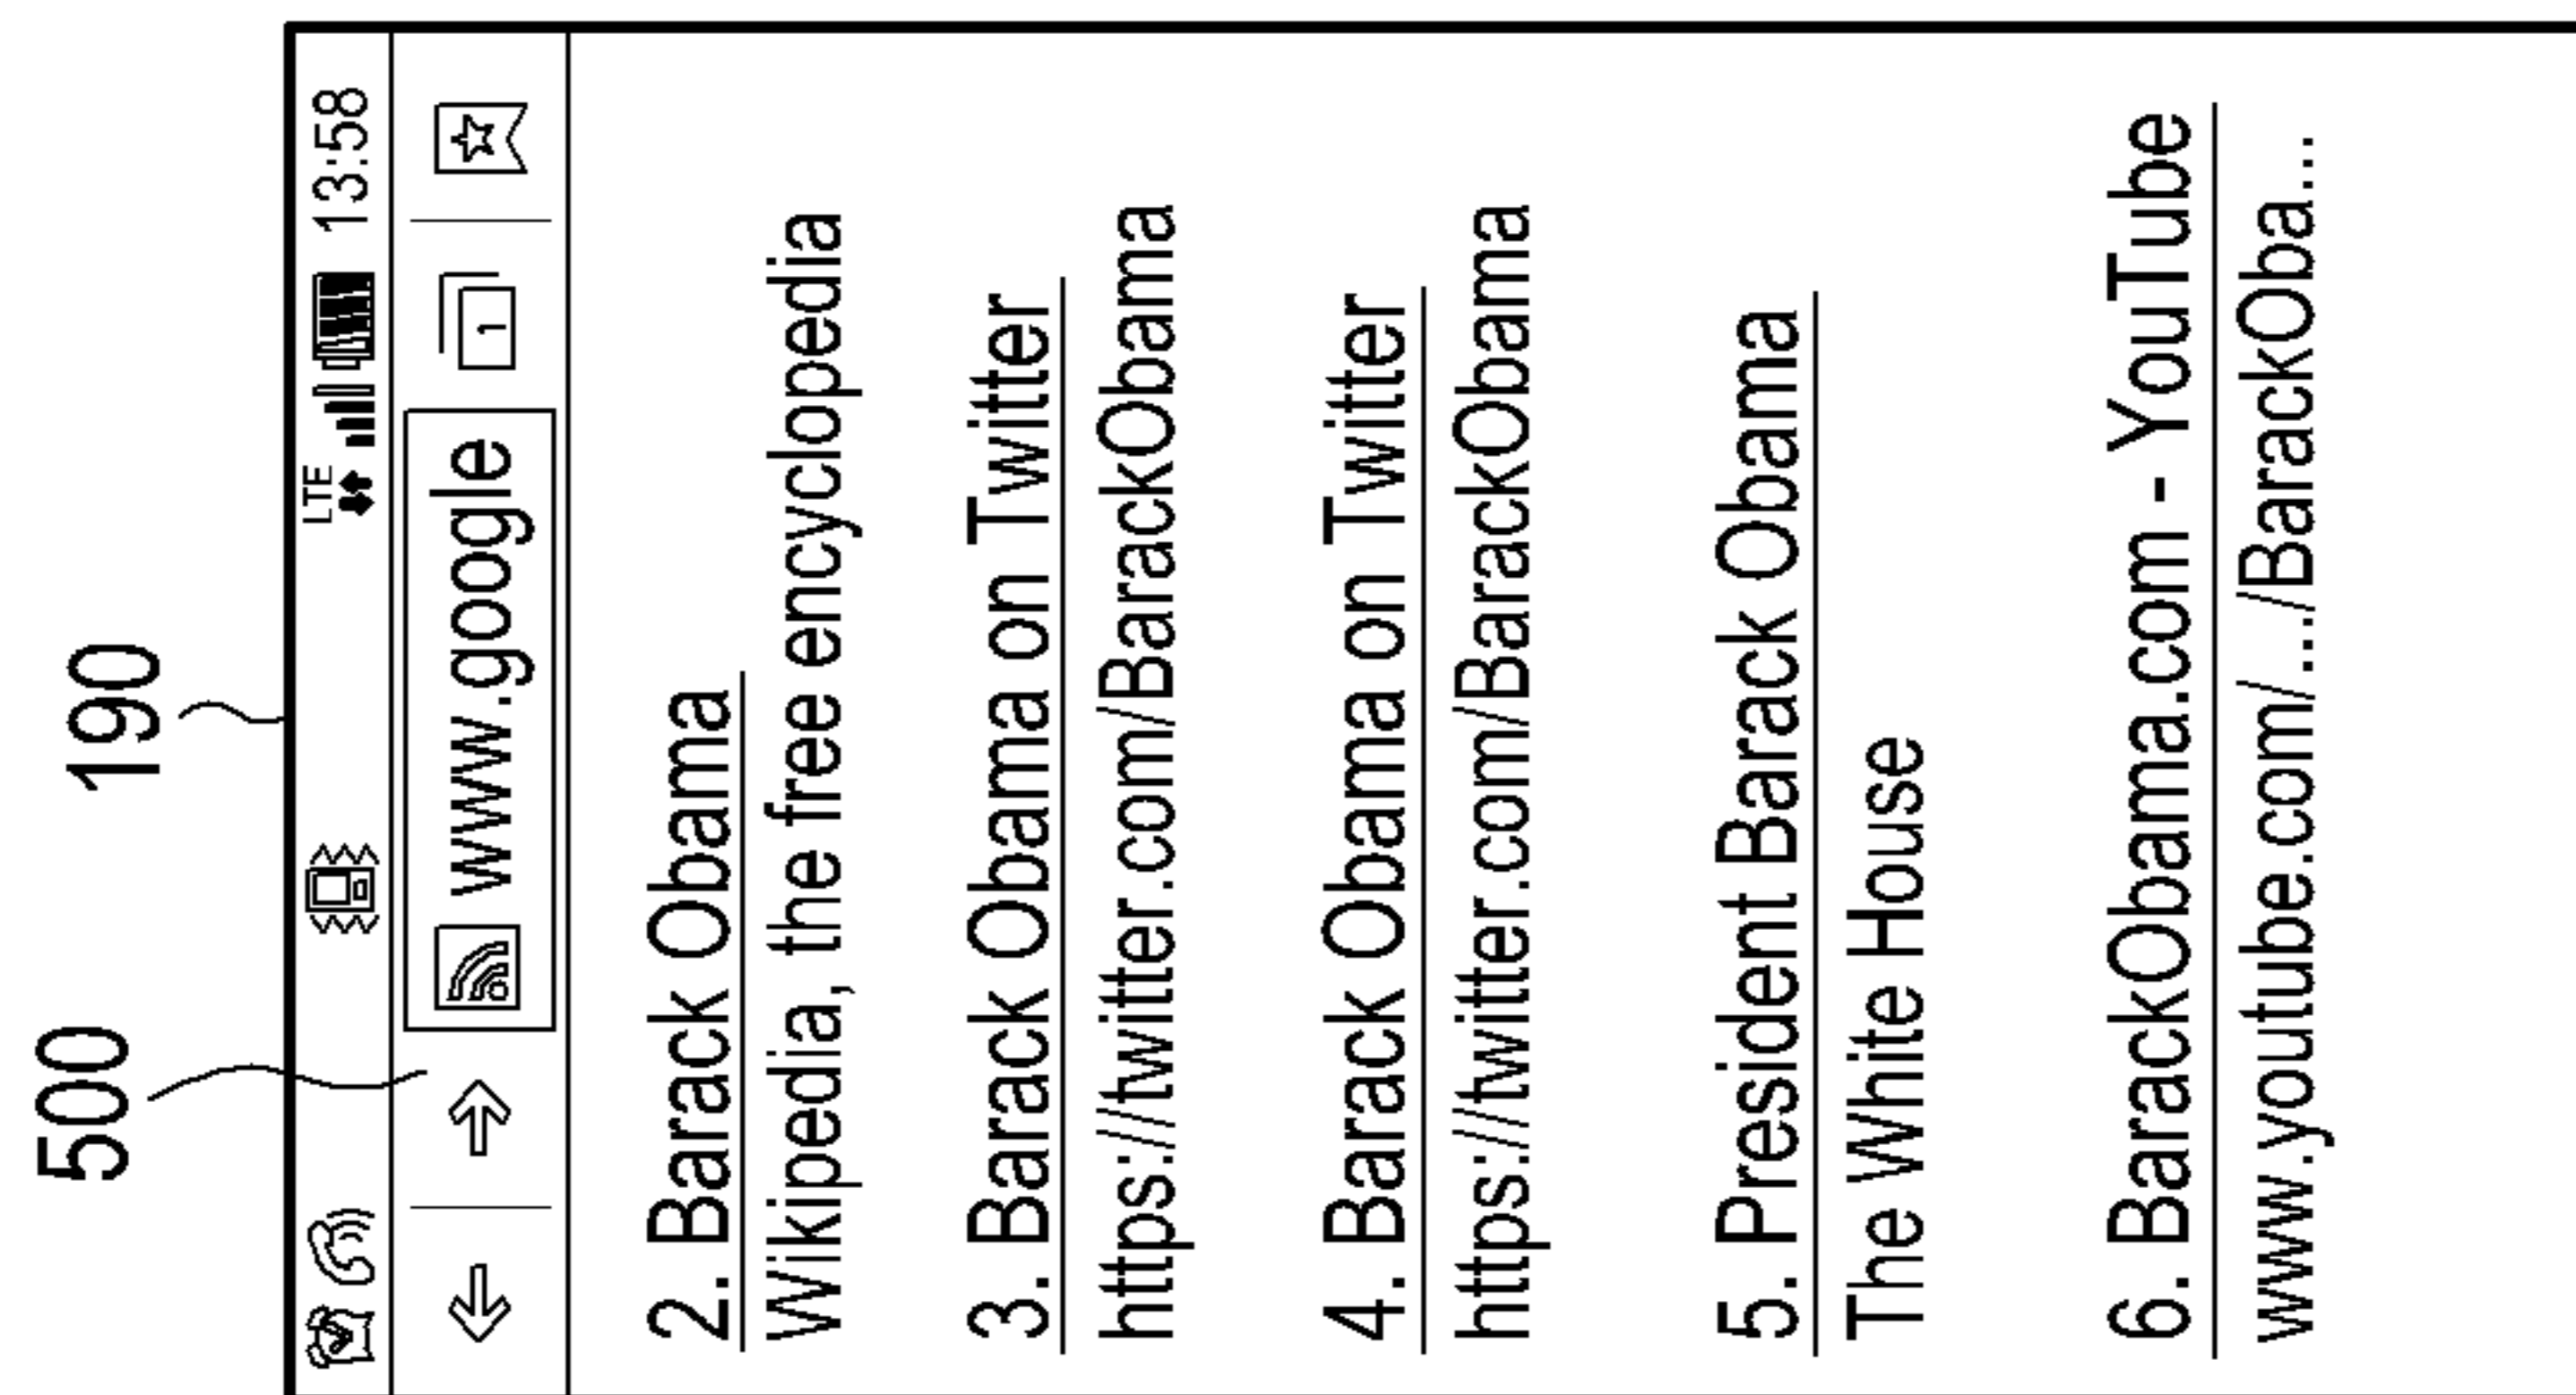 500
190
LTE 13:58
www.google 1
2. Barack Obama
Wikipedia, the free encyclopedia
3. Barack Obama on Twitter
https://twitter.com/BarackObama
4. Barack Obama on Twitter
https://twitter.com/BarackObama
5. President Barack Obama
The White House
6. BarackObama.com - YouTube
www.youtube.com/.../BarackOba...